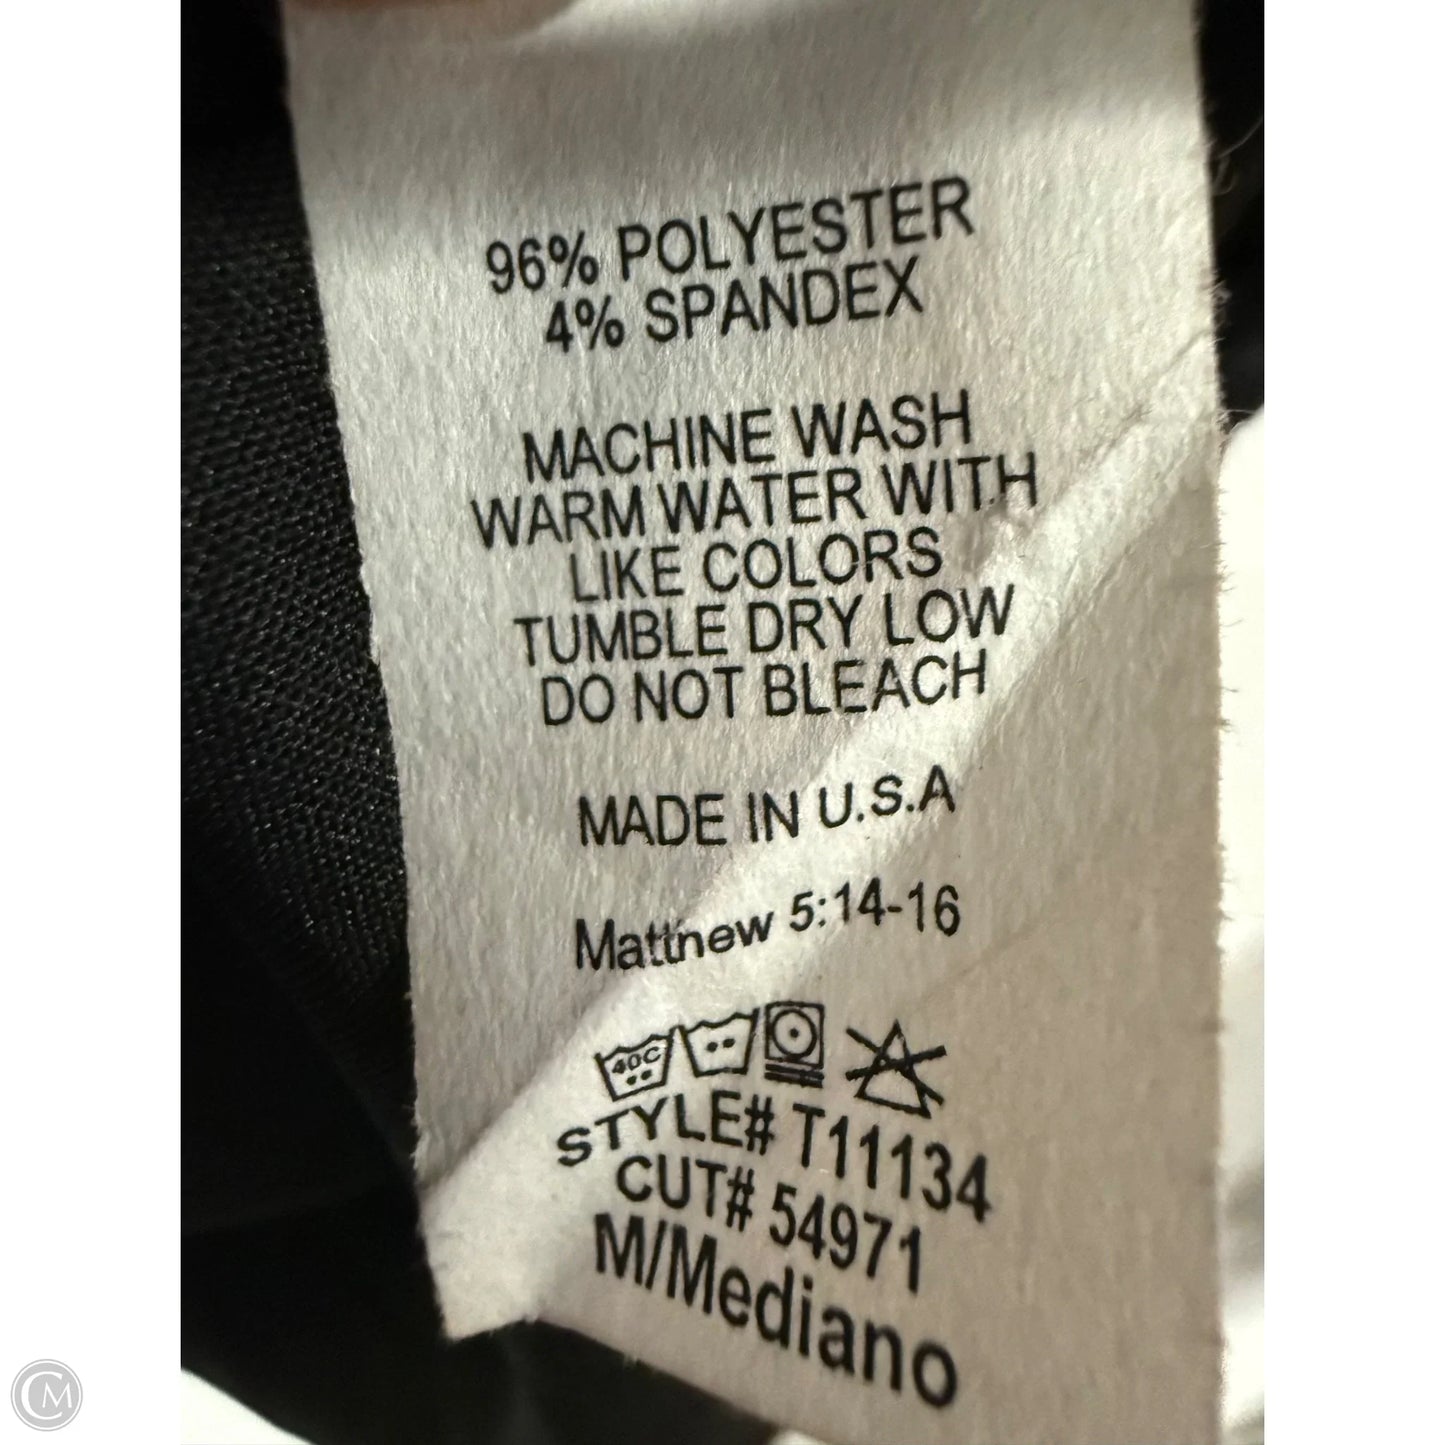 96% POLYESTER
4% SPANDEX
MACHINE WASH
WARM WATER WITH
LIKE COLORS
TUMBLE DRY LOW
DO NOT BLEACH
MADE IN U.S.A
Matthew 5:14-16
40C
STYLE# T11134
CUT# 54971
M/Mediano
CM